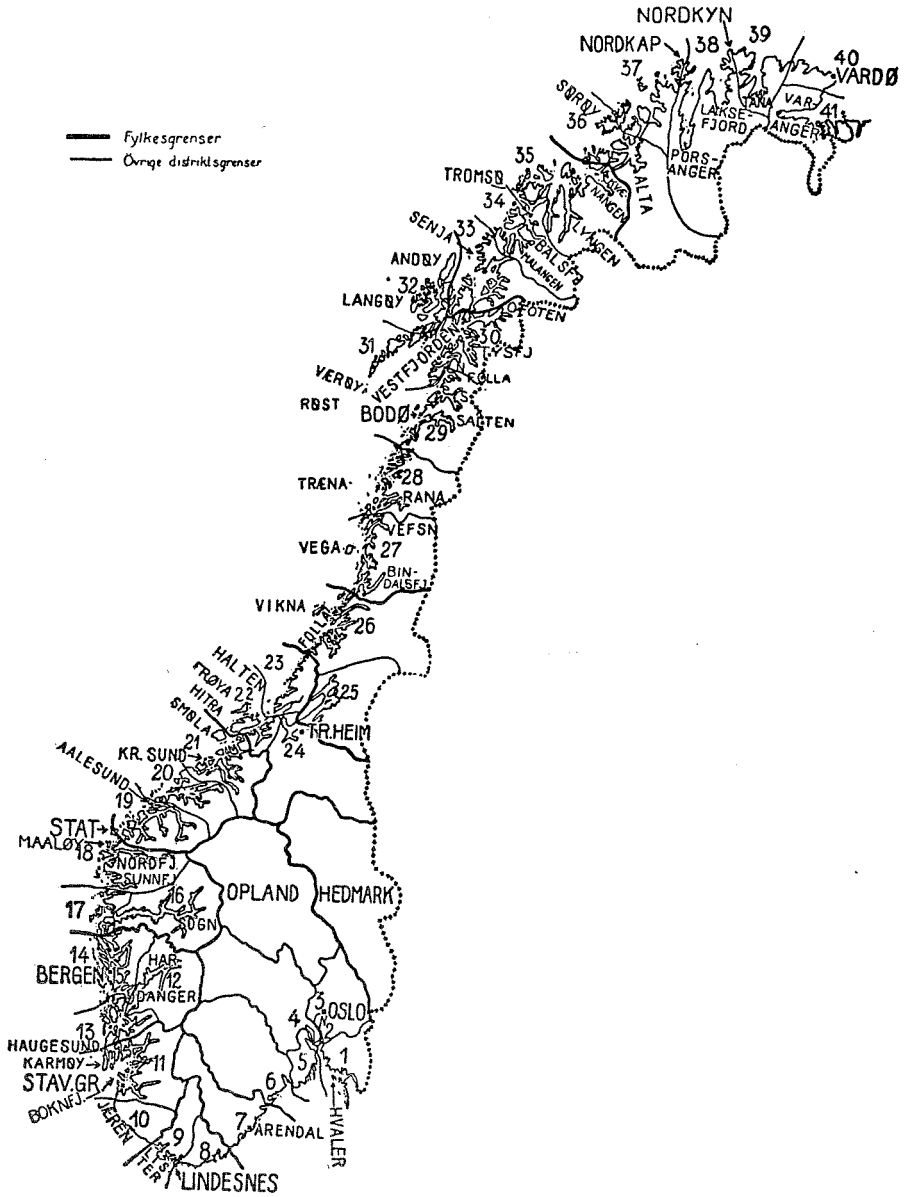 NORDKYN
NORDKAP
38
39
40
VARDØ
37
SØRØY
36
TANA
VAR-
ANGER
41
LAKSE-
FJORD
PORS-
ANGER
Fylkesgrenser
Övrige distriktsgrenser
35
ALTA
KVÆ-
NANGEN
TROMSØ
34
LYNGEN
SENJA
33
BALSFJ
MALANGEN
ANDØY
32
LANGØY
OFOTEN
31
30
TYSFJ
VESTFJORDEN
VÆRØY
FOLLA
RØST
BODØ
SALTEN
29
28
TRÆNA
RANA
VEFSN
VEGA
27
BIN-
DALSFJ.
VIKNA
26
FOLLA
HALTEN
23
FRØYA
22
25
HITRA
SMØLA
TR.HEIM
24
21
KR. SUND
20
AALESUND
19
STAT
MAALØY
18
NORDFJ.
SUNNFJ.
OPLAND
HEDMARK
17
16
SOGN
14
BERGEN
15
HAR-
12
DANGER
3
OSLO
4
2
13
HAUGESUND
KARMØY
11
5
1
STAV.GR
6
BOKNFJ.
JÆREN
10
7
ARENDAL
HVALER
9
8
LIS
TER
LINDESNES